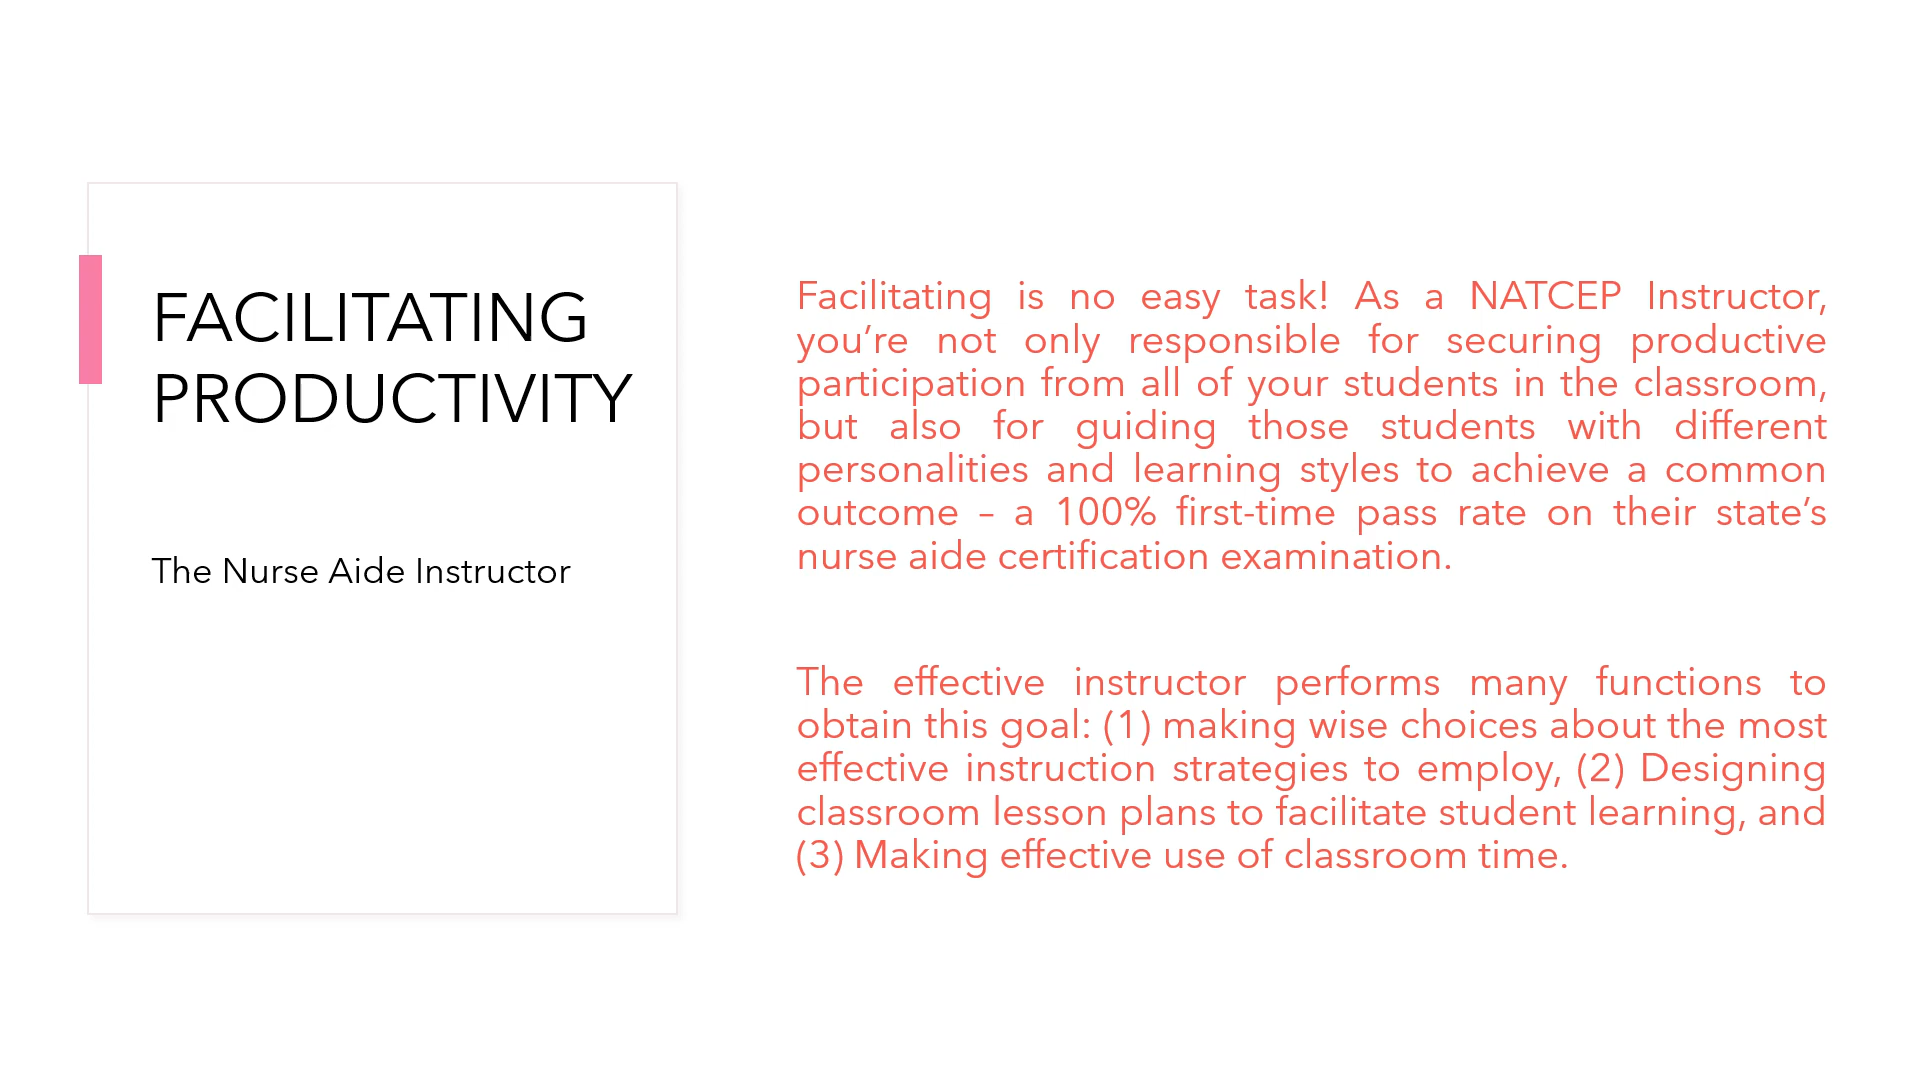 FACILITATING
PRODUCTIVITY
The Nurse Aide Instructor
Facilitating is no easy task! As a NATCEP Instructor,
you’re not only responsible for securing productive
participation from all of your students in the classroom,
but also for guiding those students with different
personalities and learning styles to achieve a common
outcome – a 100% first-time pass rate on their state’s
nurse aide certification examination.
The effective instructor performs many functions to
obtain this goal: (1) making wise choices about the most
effective instruction strategies to employ, (2) Designing
classroom lesson plans to facilitate student learning, and
(3) Making effective use of classroom time.